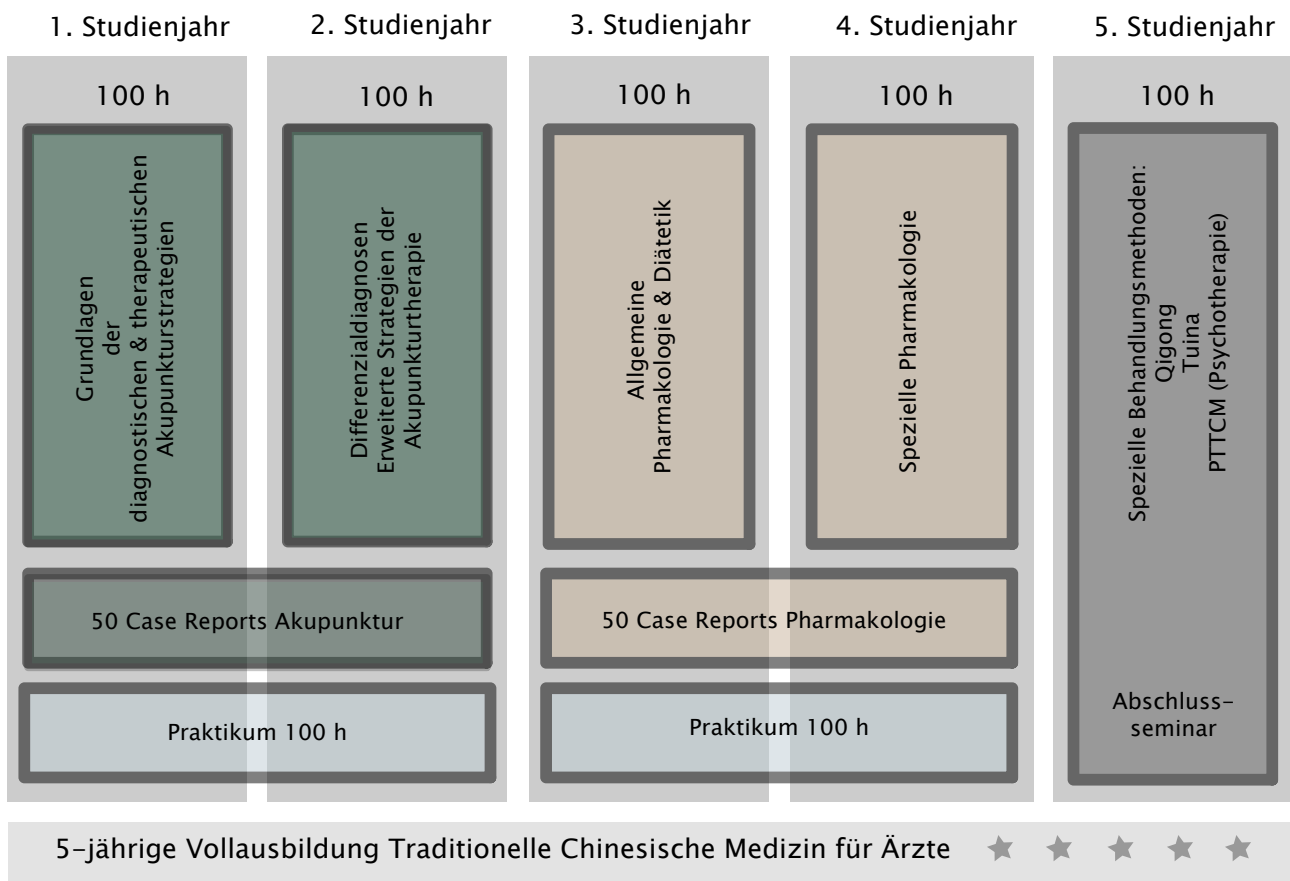 1. Studienjahr
2. Studienjahr
3. Studienjahr
4. Studienjahr
5. Studienjahr
100 h
100 h
100 h
100 h
100 h
Grundlagen
der
diagnostischen & therapeutischen
Akupunkturstrategien
Differenzialdiagnosen
Erweiterte Strategien der
Akupunkturtherapie
Allgemeine
Pharmakologie & Diätetik
Spezielle Pharmakologie
Spezielle Behandlungsmethoden:
Qigong
Tuina
PTTCM (Psychotherapie)
50 Case Reports Akupunktur
50 Case Reports Pharmakologie
Praktikum 100 h
Praktikum 100 h
Abschluss-
seminar
5-jährige Vollausbildung Traditionelle Chinesische Medizin für Ärzte